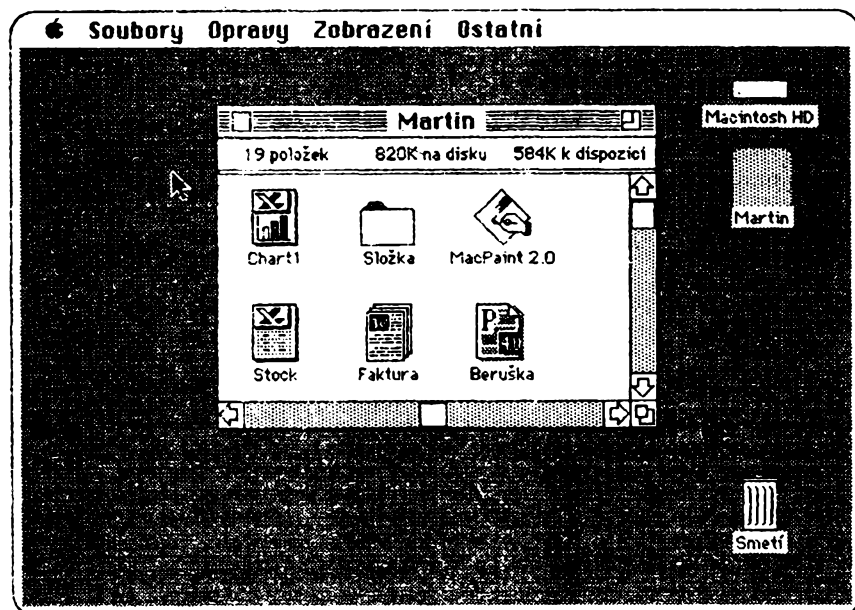 Soubory Opravy Zobrazení Ostatní
Macintosh HD
Martin
19 položek 820K na disku 584K k dispozici
Martin
Chart1 Složka MacPaint 2.0
Stock Faktura Beruška
Smetí